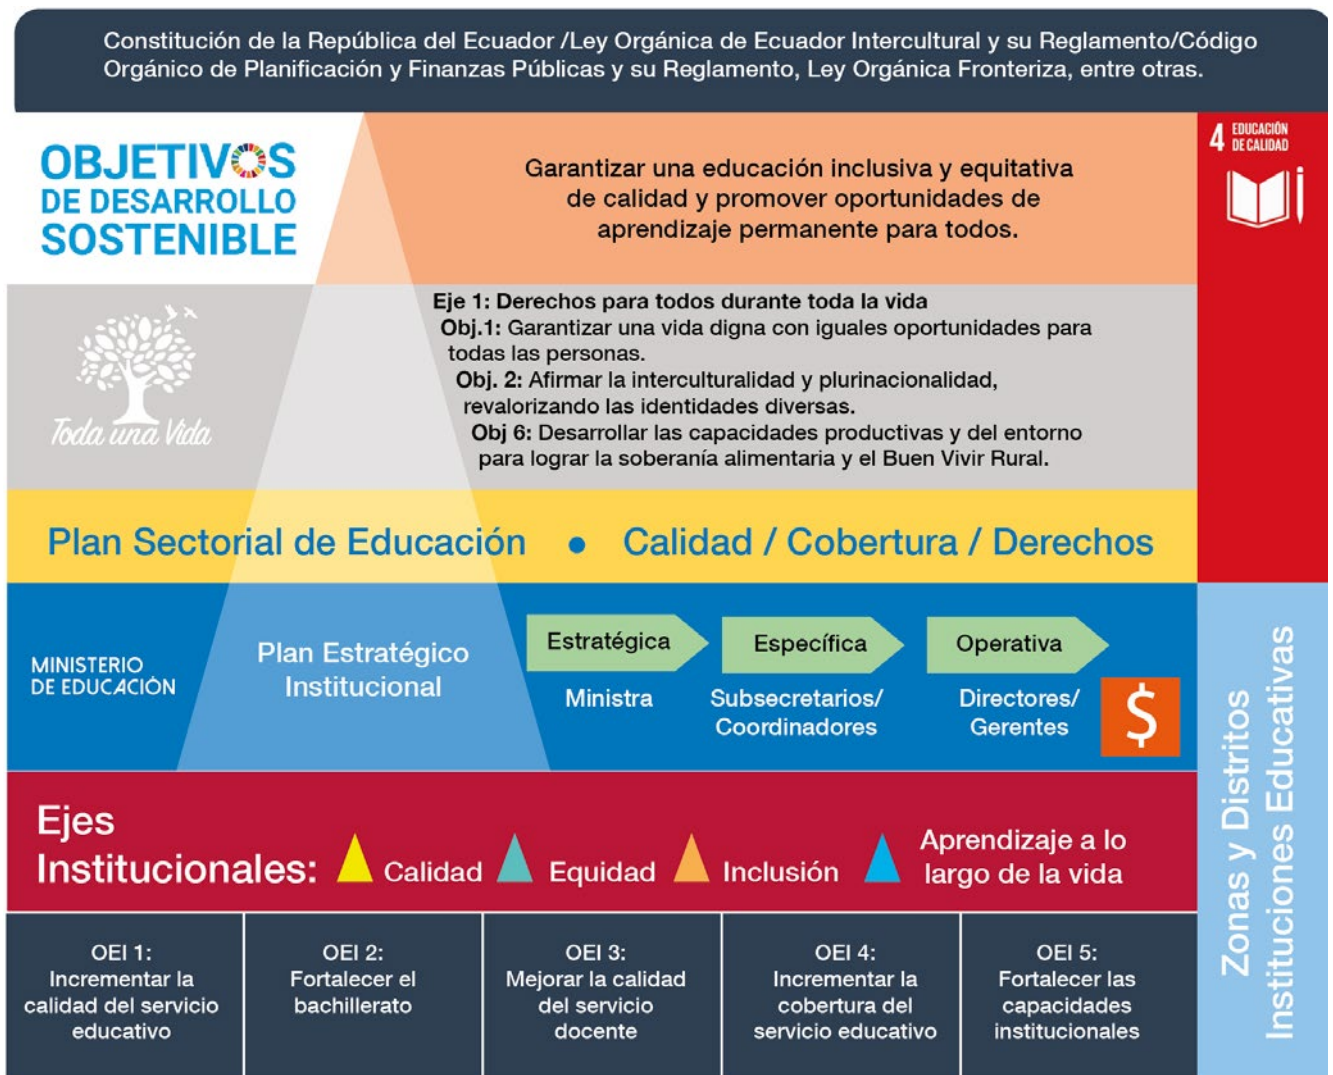 Constitución de la República del Ecuador /Ley Orgánica de Ecuador Intercultural y su Reglamento/Código
Orgánico de Planificación y Finanzas Públicas y su Reglamento, Ley Orgánica Fronteriza, entre otras.
OBJETIVOS
DE DESARROLLO
SOSTENIBLE
Garantizar una educación inclusiva y equitativa
de calidad y promover oportunidades de
aprendizaje permanente para todos.
4 EDUCACIÓN
DE CALIDAD
Toda una Vida
Eje 1: Derechos para todos durante toda la vida
Obj.1: Garantizar una vida digna con iguales oportunidades para
todas las personas.
Obj. 2: Afirmar la interculturalidad y plurinacionalidad,
revalorizando las identidades diversas.
Obj 6: Desarrollar las capacidades productivas y del entorno
para lograr la soberanía alimentaria y el Buen Vivir Rural.
Plan Sectorial de Educación • Calidad / Cobertura / Derechos
MINISTERIO
DE EDUCACIÓN
Plan Estratégico
Institucional
Estratégica
Ministra
Específica
Subsecretarios/
Coordinadores
Operativa
Directores/
Gerentes
$
Zonas y Distritos
Instituciones Educativas
Ejes
Institucionales:
Calidad
Equidad
Inclusión
Aprendizaje a lo
largo de la vida
OEI 1:
Incrementar la
calidad del servicio
educativo
OEI 2:
Fortalecer el
bachillerato
OEI 3:
Mejorar la calidad
del servicio
docente
OEI 4:
Incrementar la
cobertura del
servicio educativo
OEI 5:
Fortalecer las
capacidades
institucionales